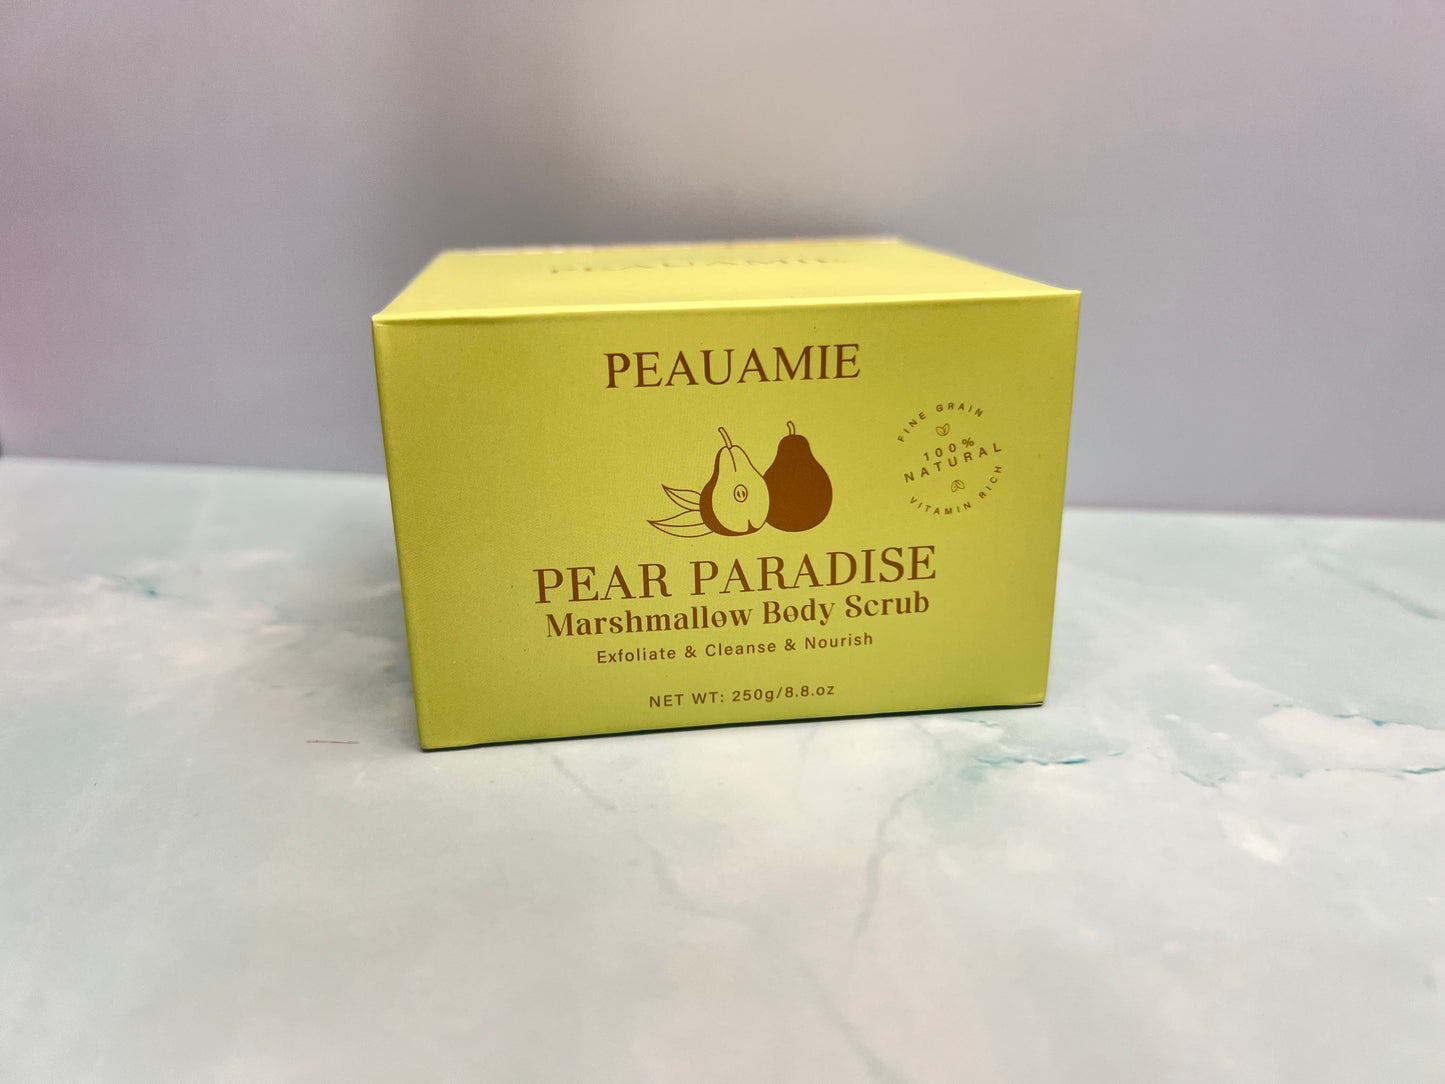 PEAUAMIE
PEAUAMIE
FINE GRAIN
100%
NATURAL
VITAMIN RICH
PEAR PARADISE
Marshmallow Body Scrub
Exfoliate & Cleanse & Nourish
NET WT: 250g/8.8.oz